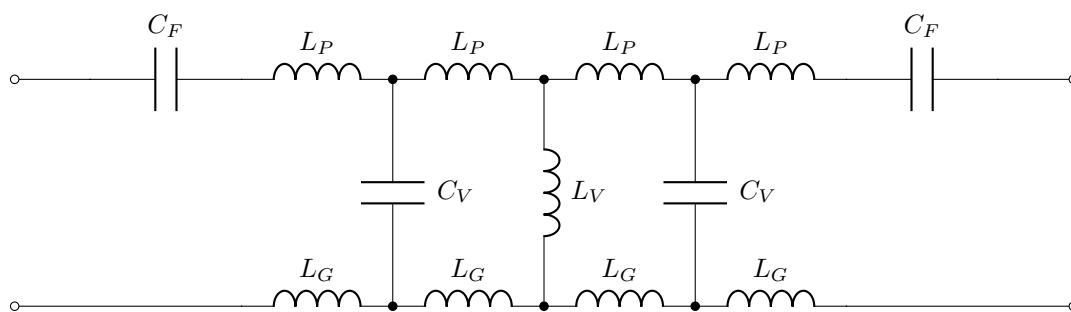 C_F L_P L_P L_P L_P C_F
C_V L_V C_V
L_G L_G L_G L_G